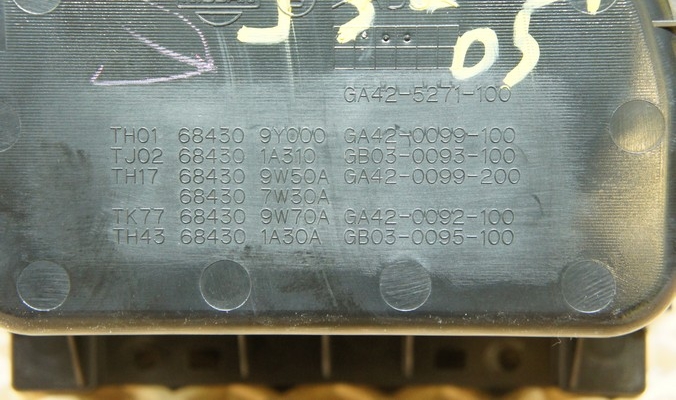 05
GA42-5271-100
TH01 68430 9Y000 GA42-0099-100
TJ02 68430 1A310 GB03-0093-100
TH17 68430 9W50A GA42-0099-200
68430 7W30A
TK77 68430 9W70A GA42-0092-100
TH43 68430 1A30A GB03-0095-100